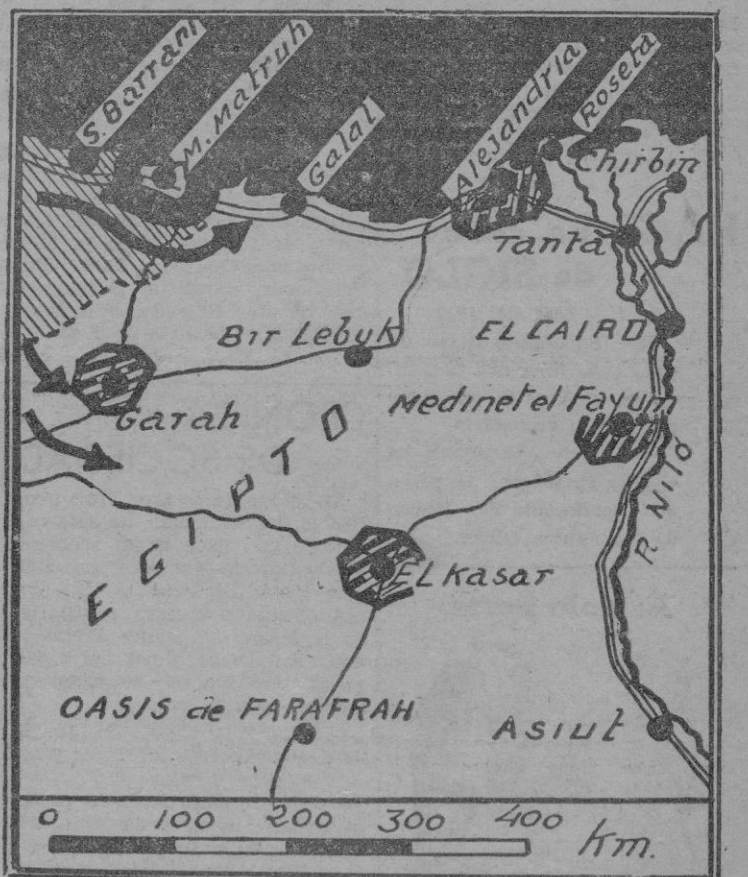 S. Barrani
M. Matruh
Galal
Alejandria
Roseta
Chirbin
Tanta
Bir Lebuk
EL CAIRO
Garah
Medinet el Fayum
EGIPTO
R Nilo
EL Kasar
OASIS de FARAFRAH
ASIUT
0 100 200 300 400 Km.